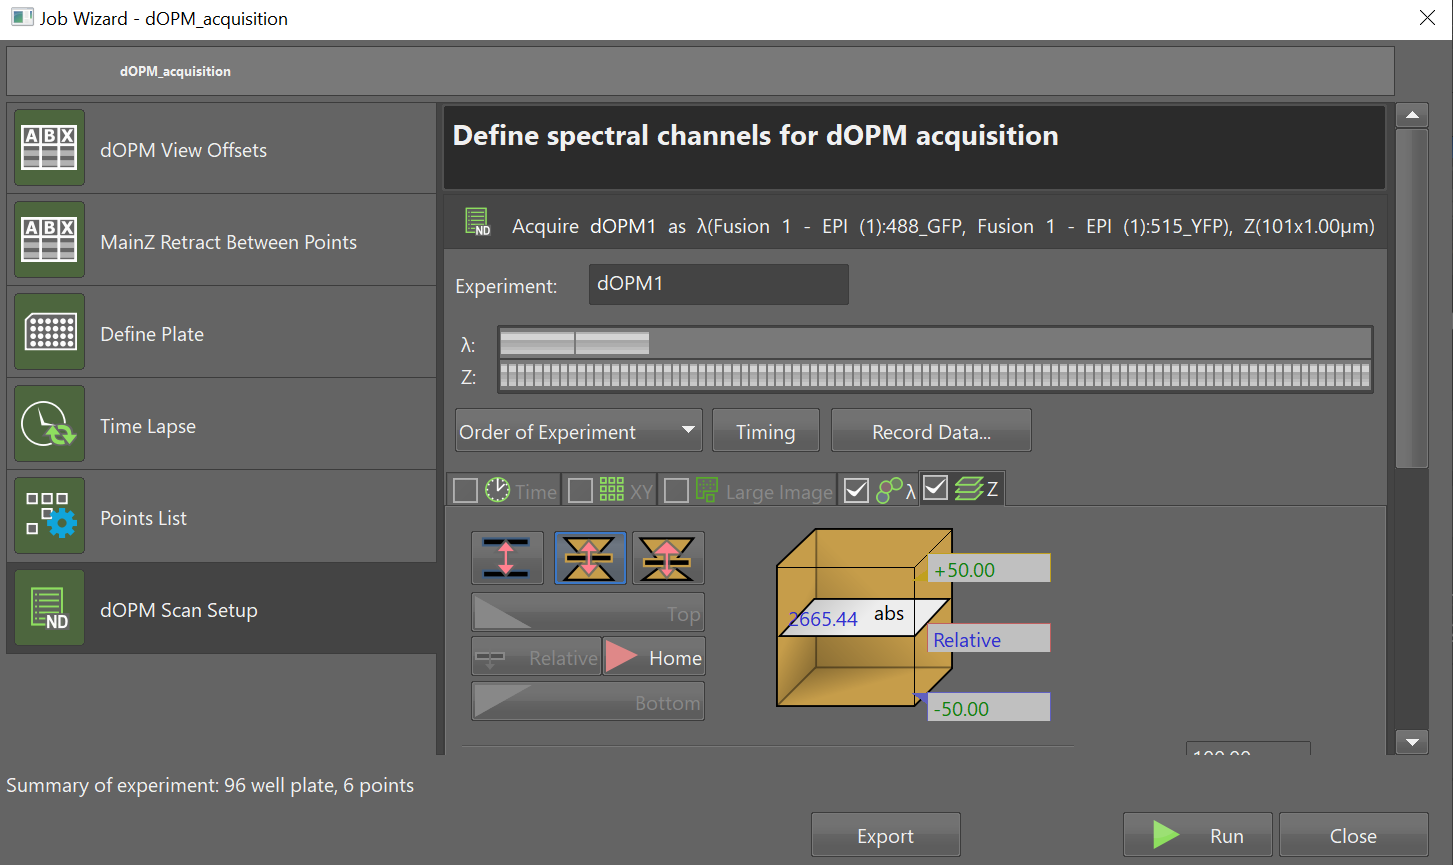 Job Wizard - dOPM_acquisition
dOPM_acquisition
ABX
dOPM View Offsets
ABX
MainZ Retract Between Points
Define Plate
Time Lapse
Points List
ND
dOPM Scan Setup
Define spectral channels for dOPM acquisition
ND
Acquire dOPM1 as λ(Fusion 1 - EPI (1):488_GFP, Fusion 1 - EPI (1):515_YFP), Z(101x1.00µm)
Experiment: dOPM1
λ:
Z:
Order of Experiment Timing Record Data...
Time XY Large Image λ Z
Top
Relative Home
Bottom
+50.00
2665.44 abs
Relative
-50.00
Summary of experiment: 96 well plate, 6 points
Export Run Close